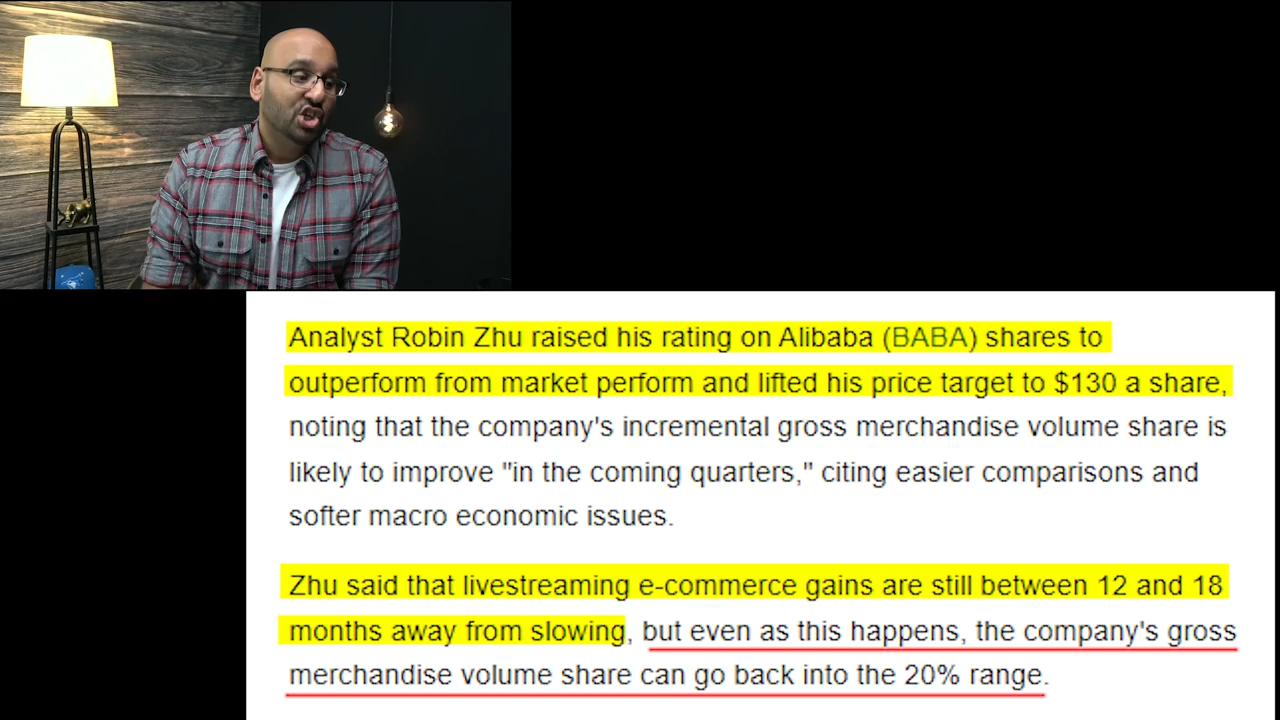 Analyst Robin Zhu raised his rating on Alibaba (BABA) shares to
outperform from market perform and lifted his price target to $130 a share,
noting that the company's incremental gross merchandise volume share is
likely to improve "in the coming quarters," citing easier comparisons and
softer macro economic issues.
Zhu said that livestreaming e-commerce gains are still between 12 and 18
months away from slowing, but even as this happens, the company's gross
merchandise volume share can go back into the 20% range.